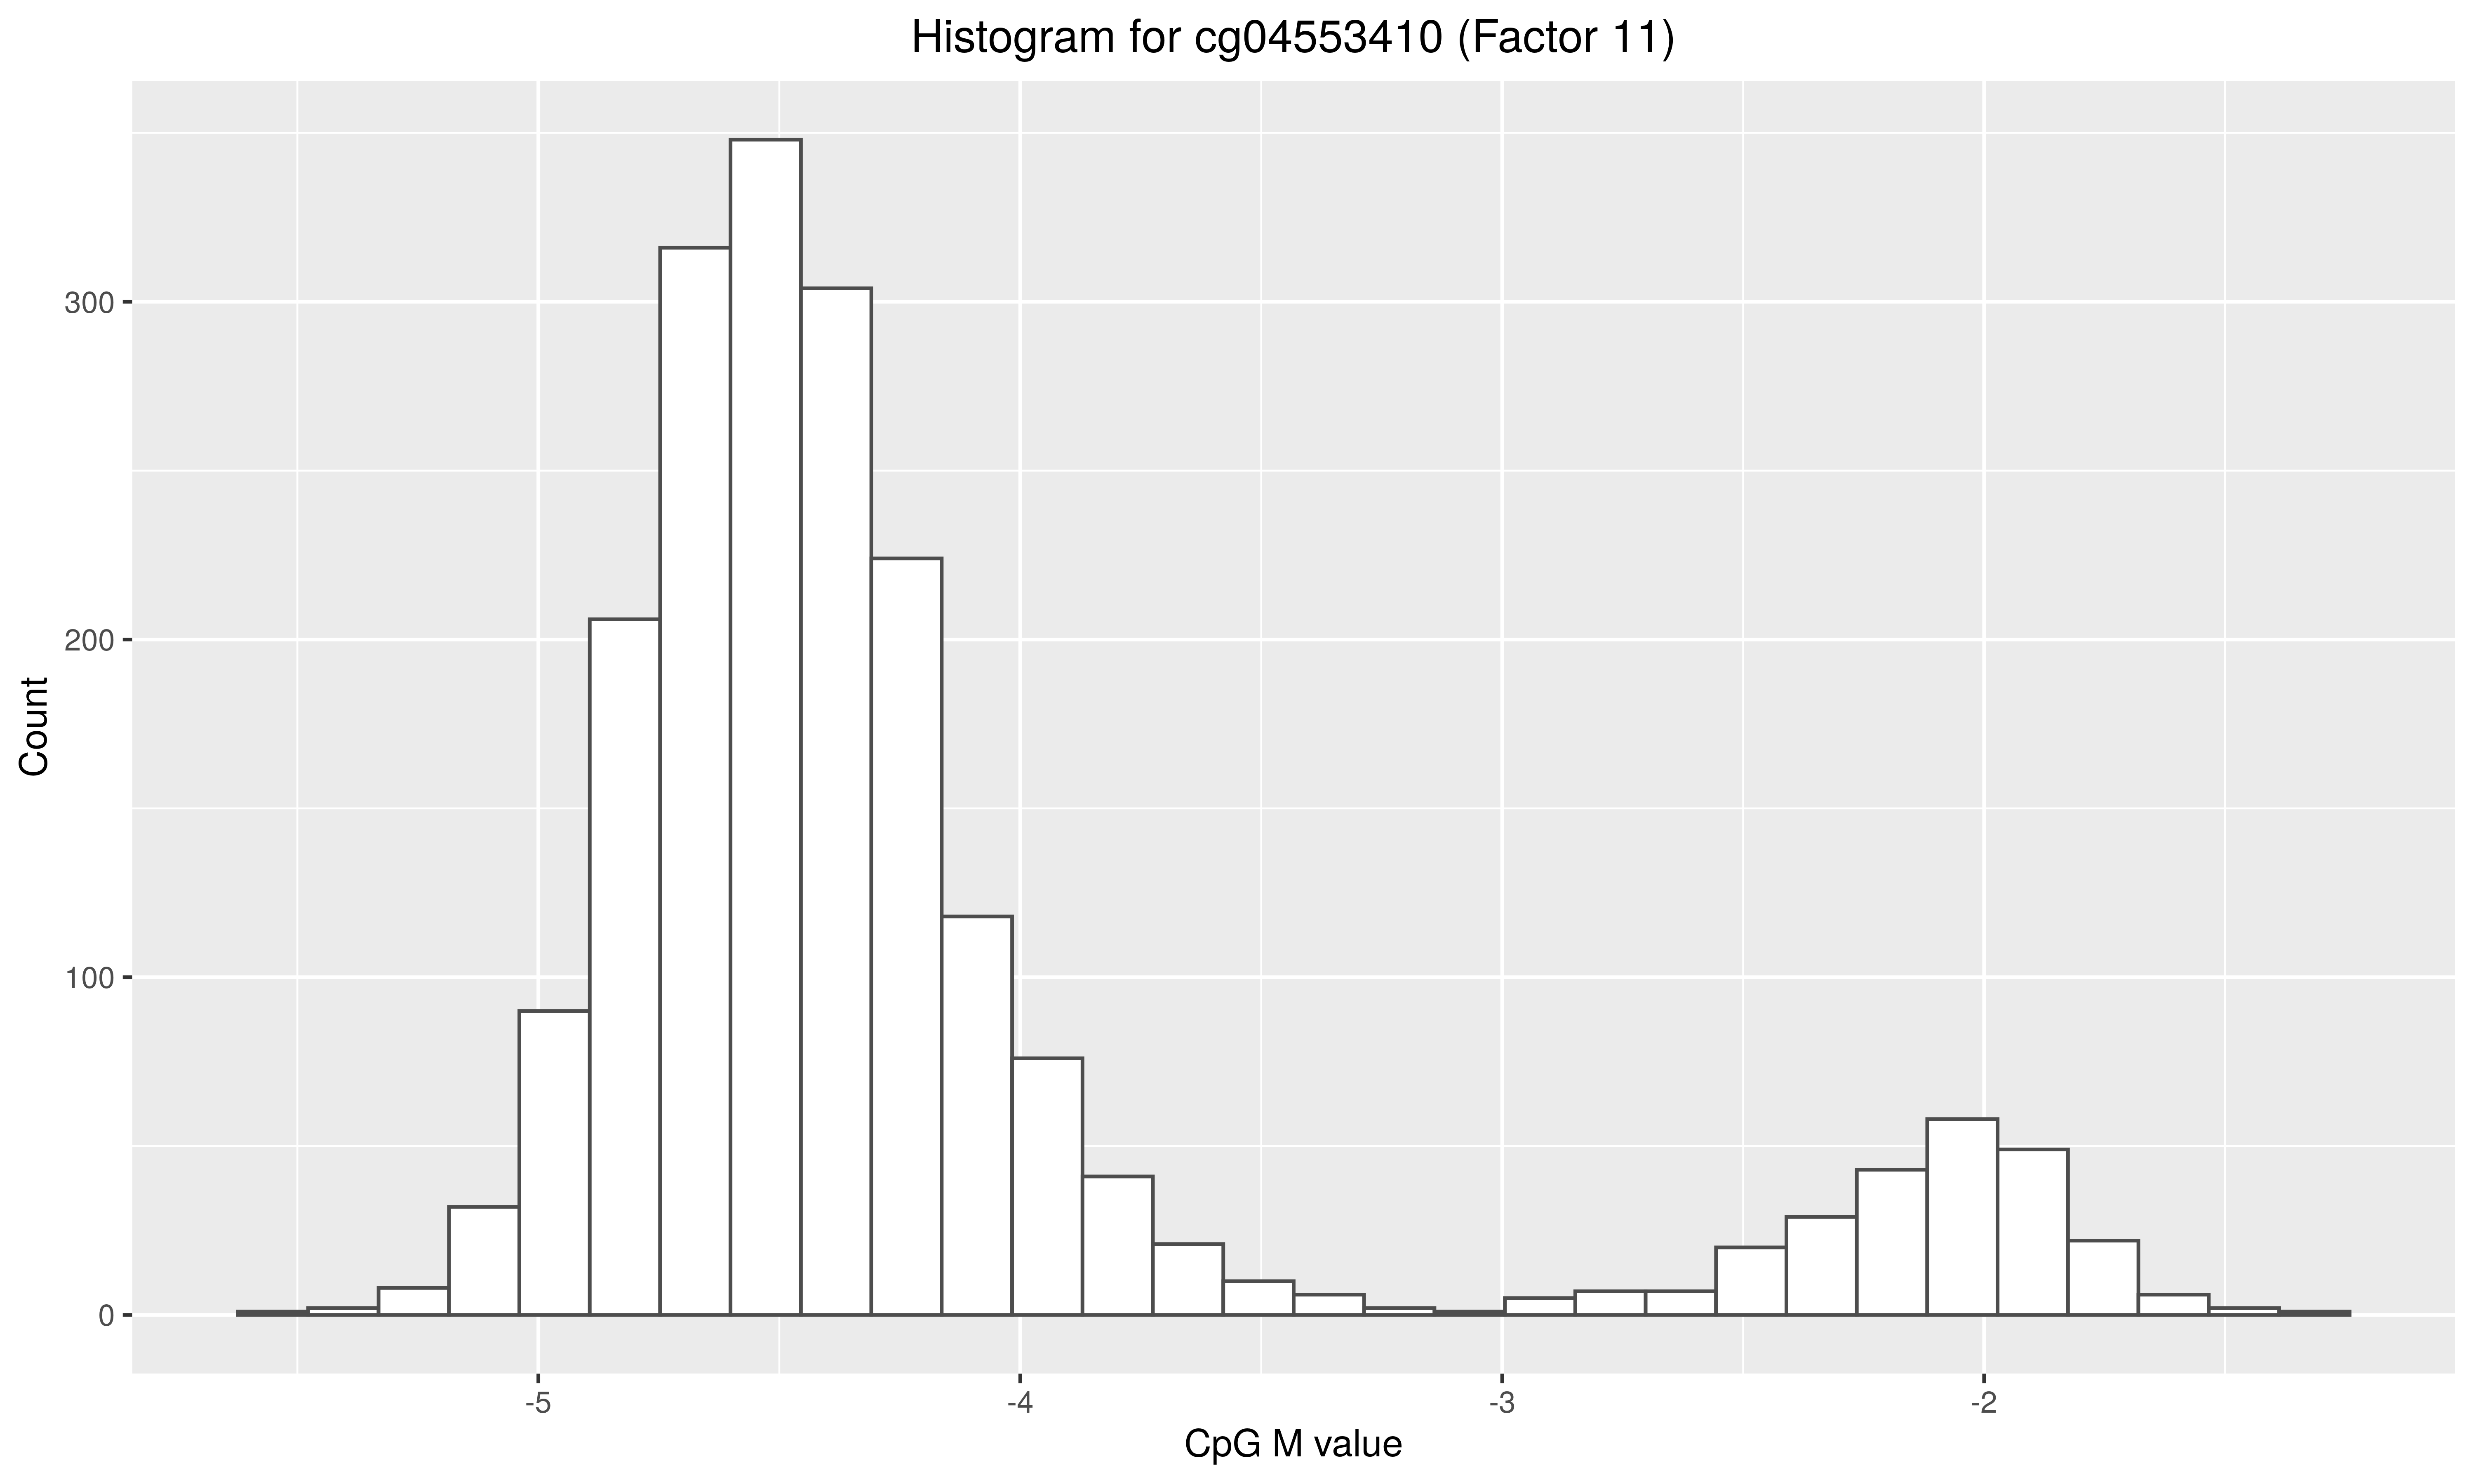 Histogram for cg04553410 (Factor 11)
Count
300
200
100
0
-5 -4 -3 -2
CpG M value